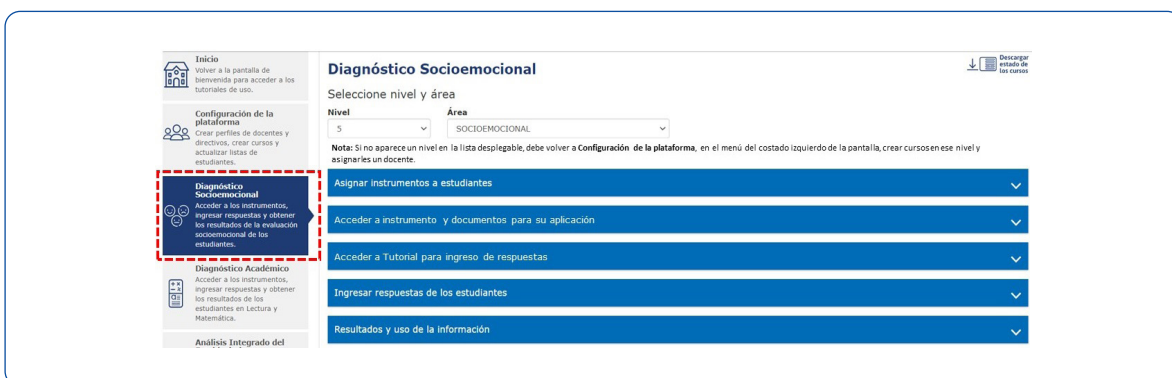 Inicio
Volver a la pantalla de
bienvenida para acceder a los
tutoriales de uso.
Configuración de la
plataforma
Crear perfiles de docentes y
directivos, crear cursos y
actualizar listas de
estudiantes.
Diagnóstico
Socioemocional
Acceder a los instrumentos,
ingresar respuestas y obtener
los resultados de la evaluación
socioemocional de los
estudiantes.
Diagnóstico Académico
Acceder a los instrumentos,
ingresar respuestas y obtener
los resultados de los
estudiantes en Lectura y
Matemática.
Análisis Integrado del
Diagnóstico Socioemocional
Descargar
estado de
los cursos
Seleccione nivel y área
Nivel
Área
5
SOCIOEMOCIONAL
Nota: Si no aparece un nivel en la lista desplegable, debe volver a Configuración de la plataforma, en el menú del costado izquierdo de la pantalla, crear cursos en ese nivel y
asignarles un docente.
Asignar instrumentos a estudiantes
Acceder a instrumento y documentos para su aplicación
Acceder a Tutorial para ingreso de respuestas
Ingresar respuestas de los estudiantes
Resultados y uso de la información